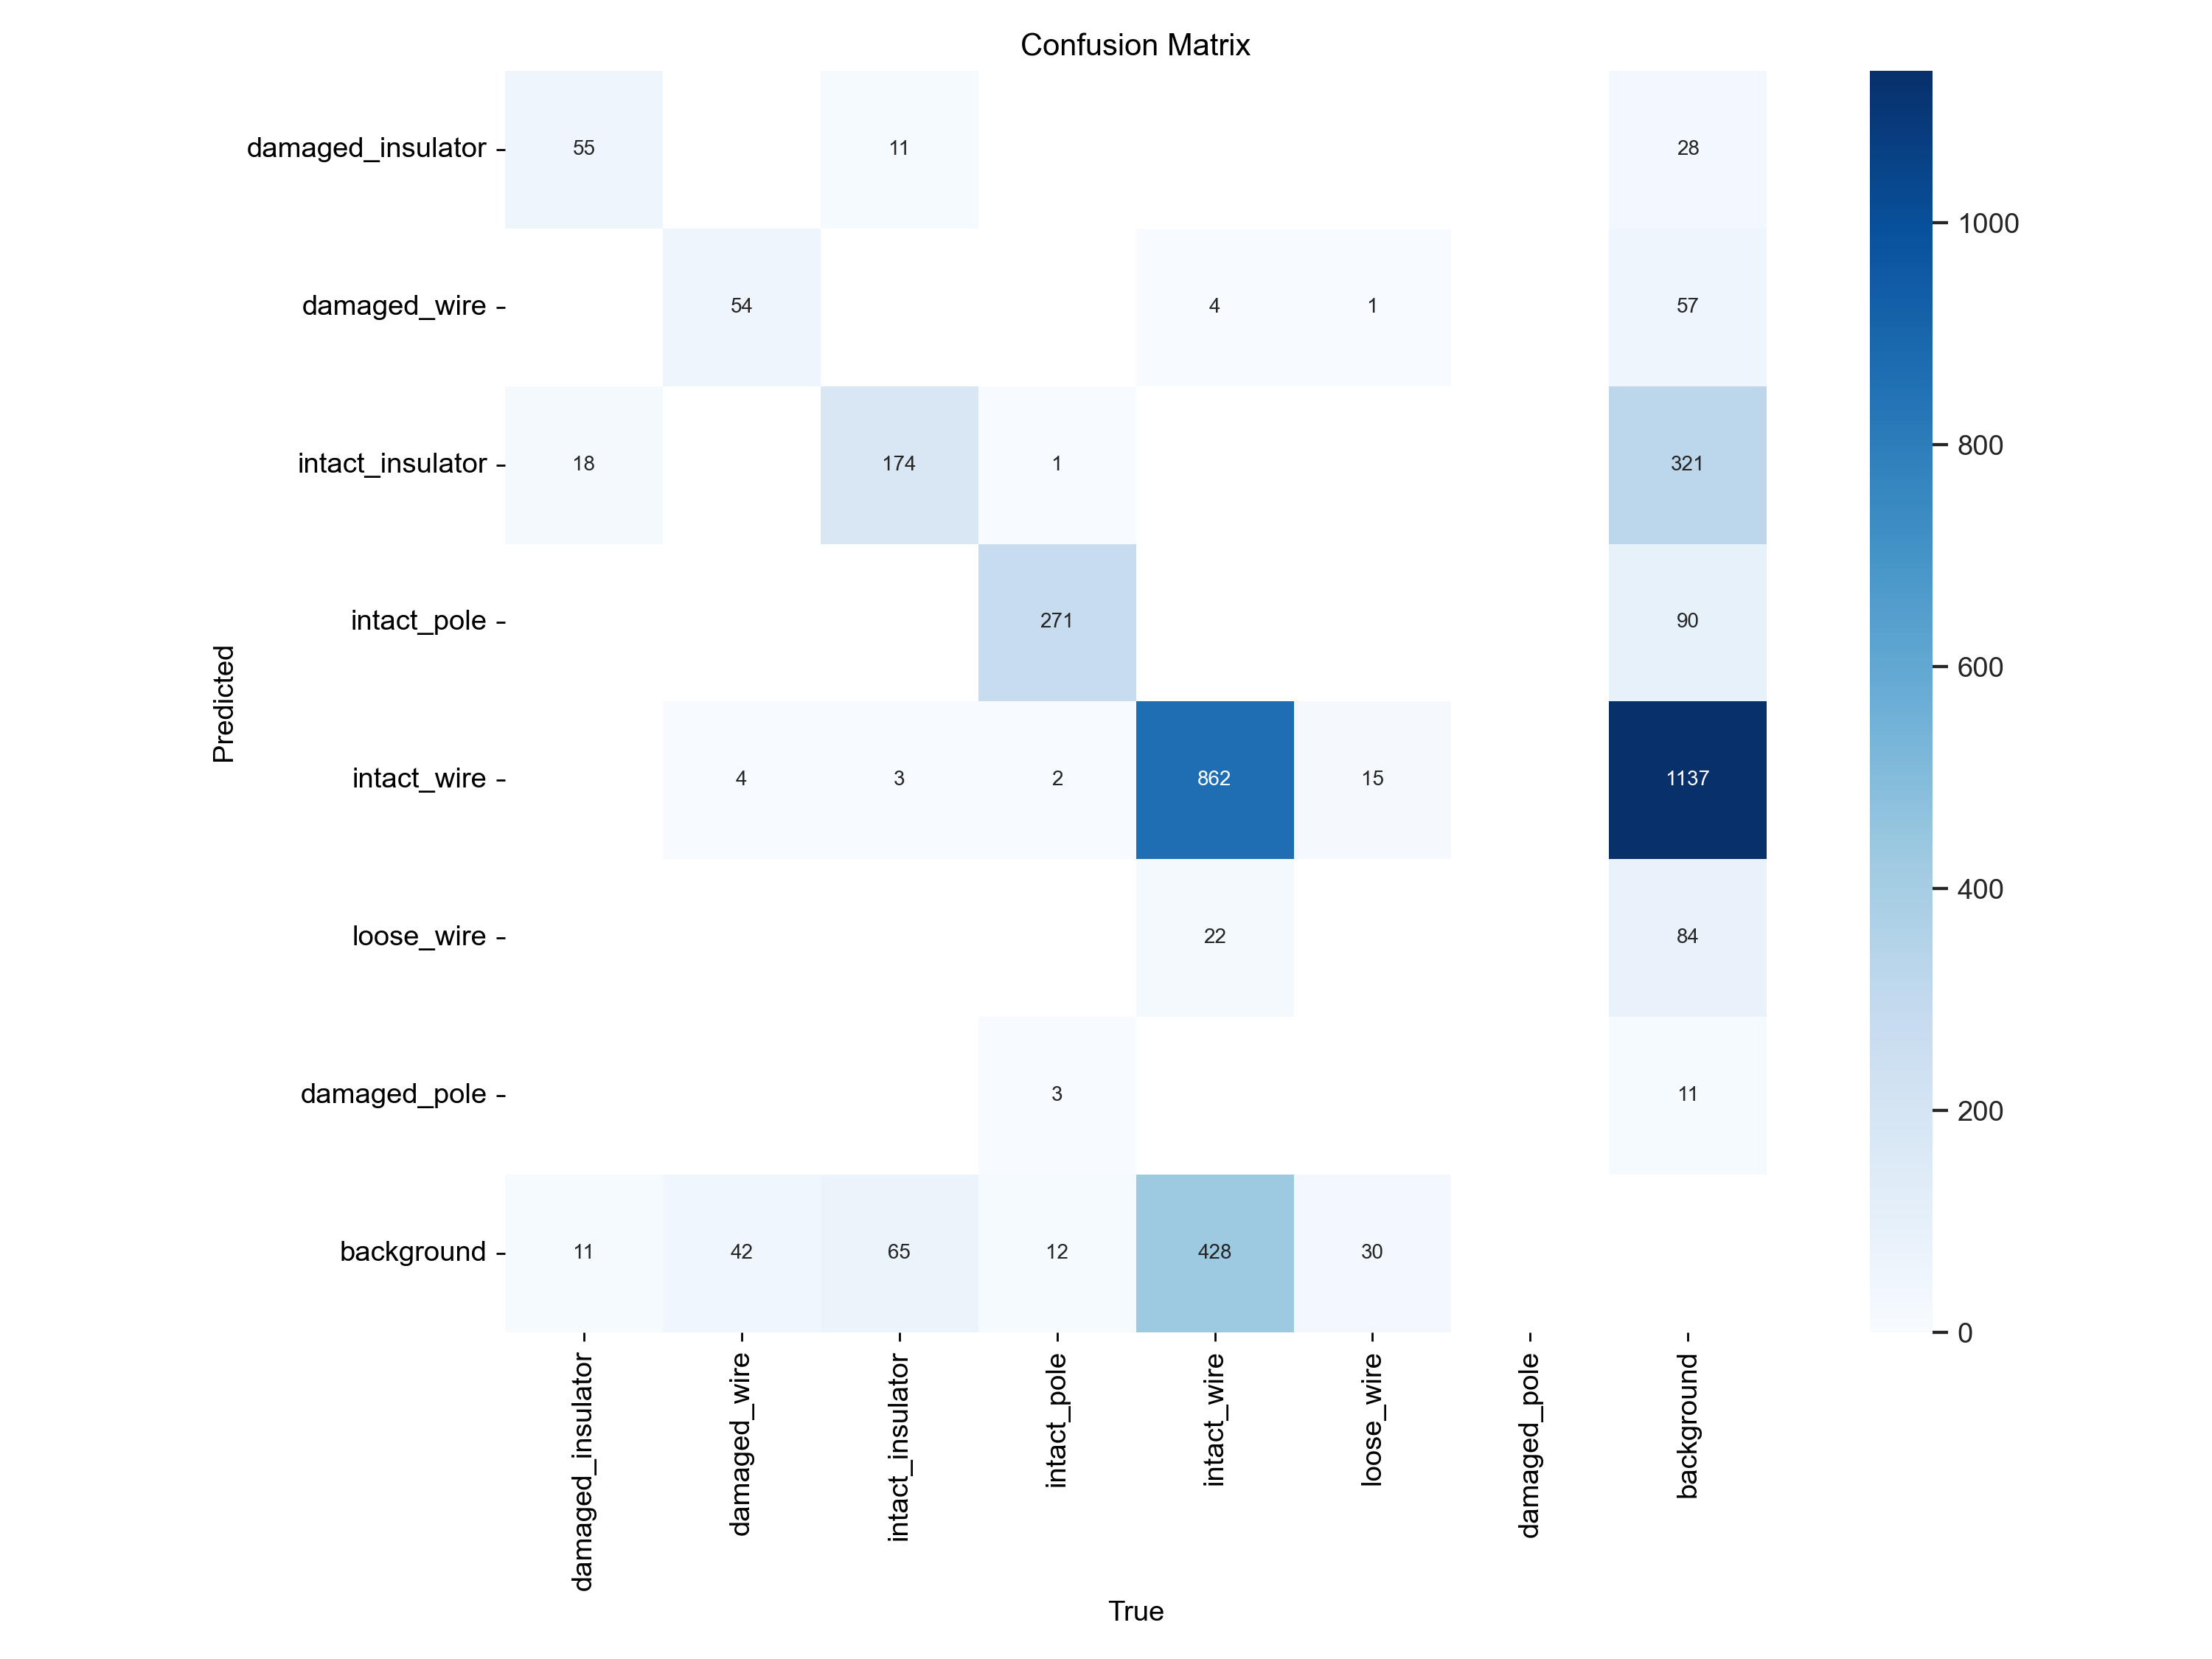 Confusion Matrix
damaged_insulator 55 11 28
damaged_wire 54 4 1 57
intact_insulator 18 174 1 321
intact_pole 271 90
intact_wire 4 3 2 862 15 1137
loose_wire 22 84
damaged_pole 3 11
background 11 42 65 12 428 30
Predicted
damaged_insulator
damaged_wire
intact_insulator
intact_pole
intact_wire
loose_wire
damaged_pole
background
True
1000
800
600
400
200
0